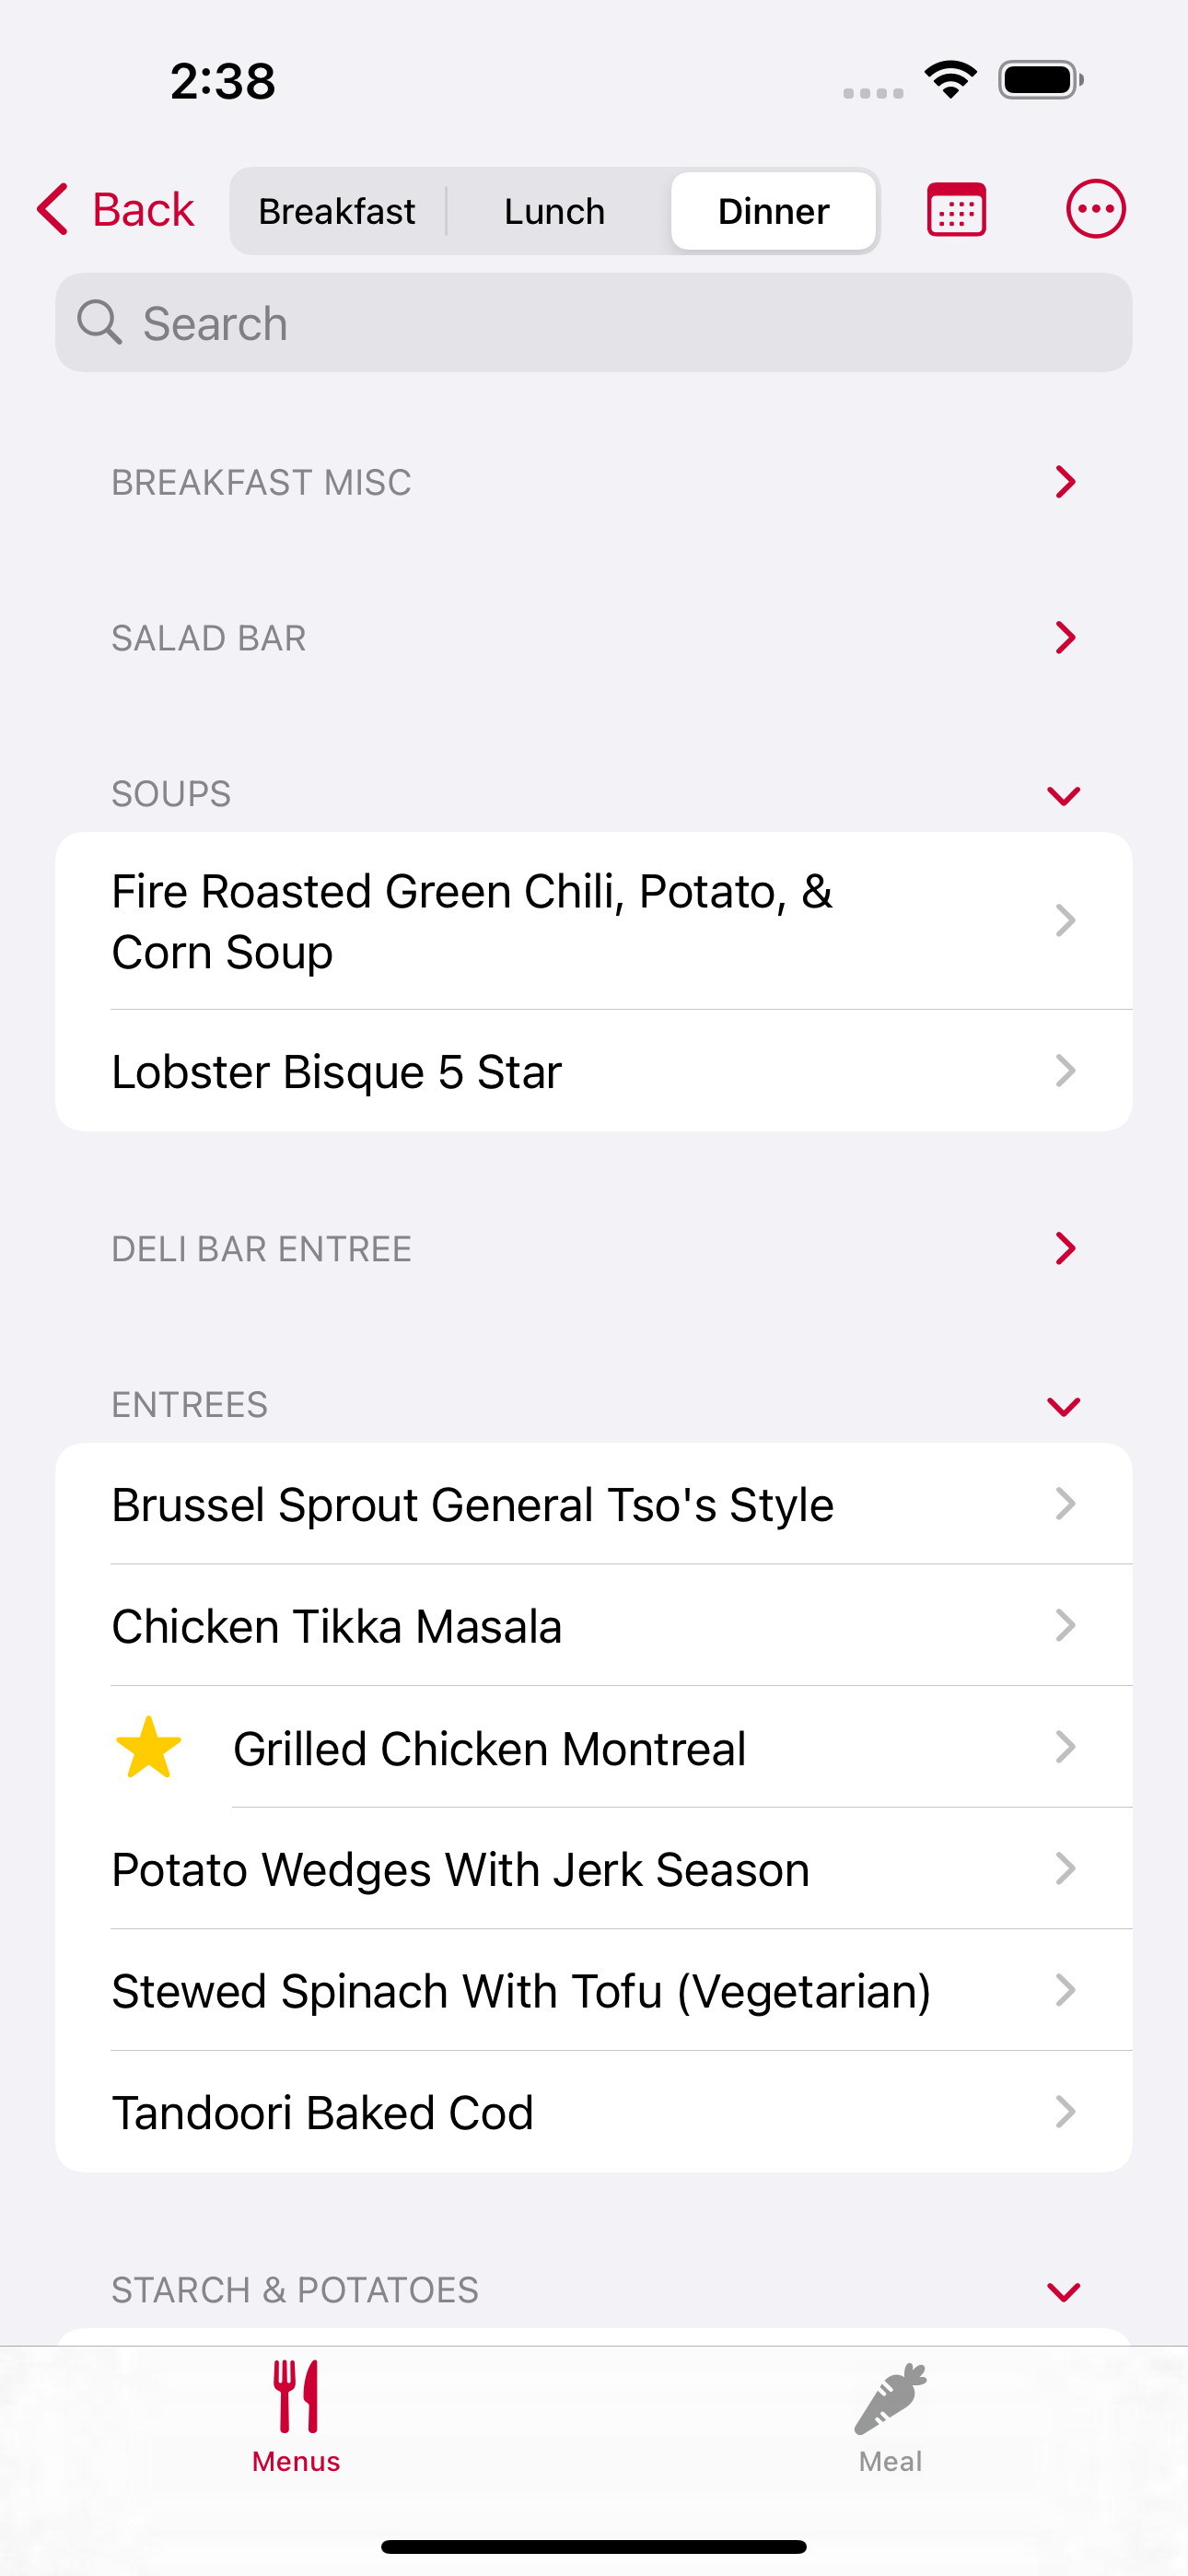 2:38
Back
Breakfast
Lunch
Dinner
Search
BREAKFAST MISC
SALAD BAR
SOUPS
Fire Roasted Green Chili, Potato, &
Corn Soup
Lobster Bisque 5 Star
DELI BAR ENTREE
ENTREES
Brussel Sprout General Tso's Style
Chicken Tikka Masala
Grilled Chicken Montreal
Potato Wedges With Jerk Season
Stewed Spinach With Tofu (Vegetarian)
Tandoori Baked Cod
STARCH & POTATOES
Menus
Meal